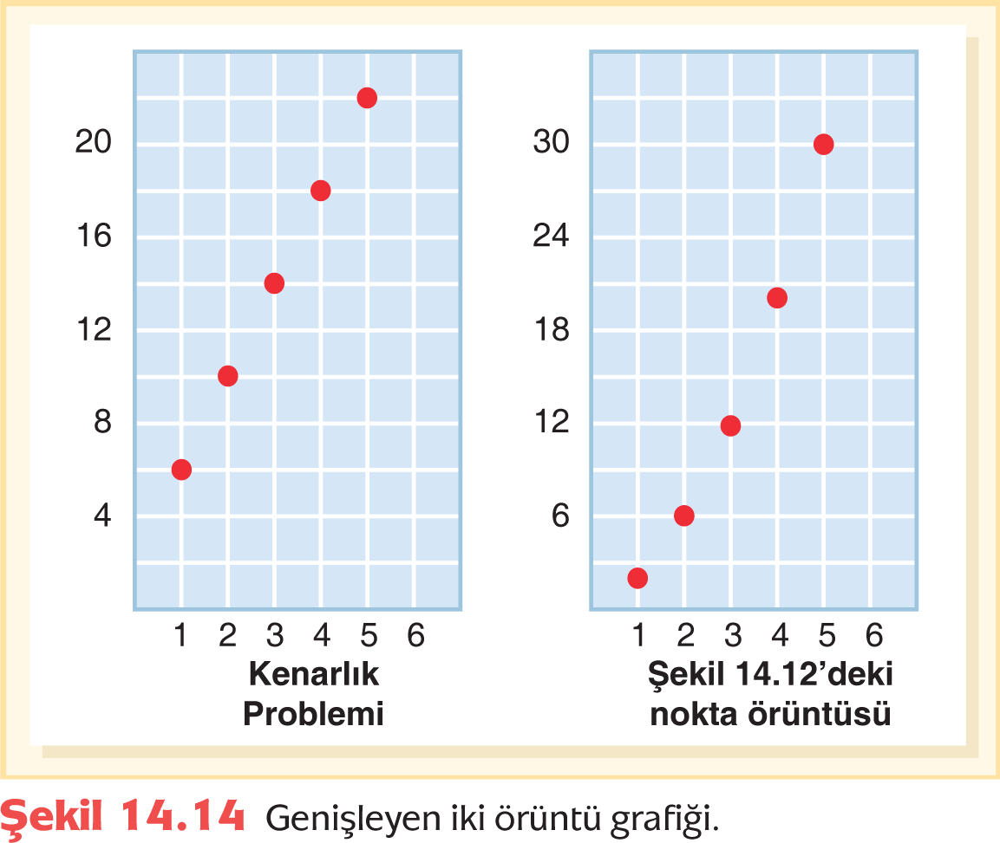 20
16
12
8
4
1 2 3 4 5 6
Kenarlık
Problemi
30
24
18
12
6
1 2 3 4 5 6
Şekil 14.12’deki
nokta örüntüsü
Şekil 14.14 Genişleyen iki örüntü grafiği.